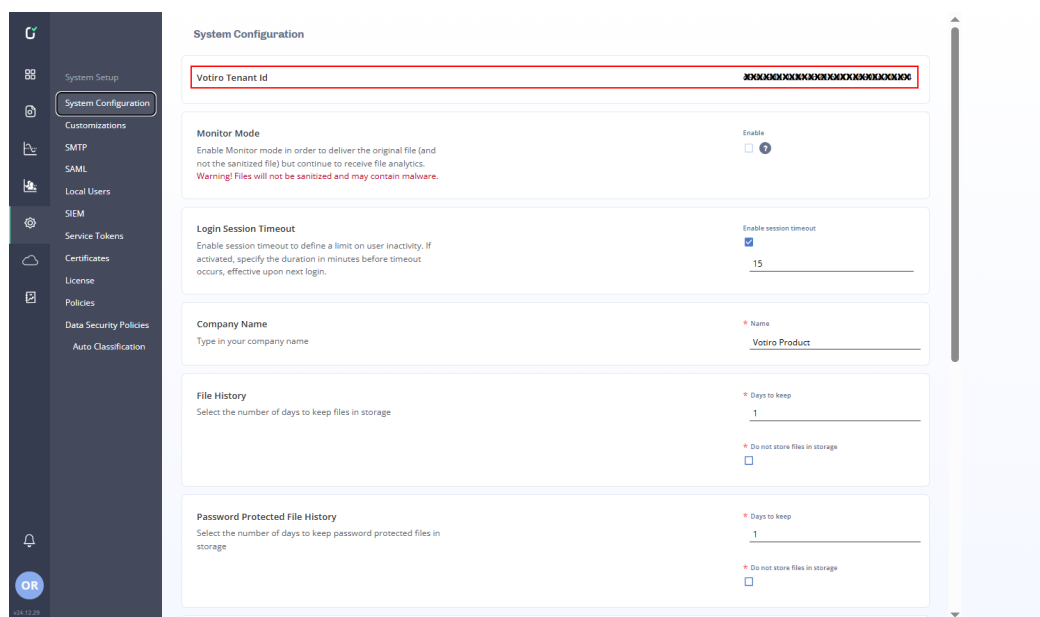 System Configuration
System Setup
System Configuration
Customizations
SMTP
SAML
Local Users
SIEM
Service Tokens
Certificates
License
Policies
Data Security Policies
Auto Classification
OR
v24.12.29
Votiro Tenant Id
Monitor Mode
Enable Monitor mode in order to deliver the original file (and
not the sanitized file) but continue to receive file analytics.
Warning! Files will not be sanitized and may contain malware.
Enable
?
Login Session Timeout
Enable session timeout to define a limit on user inactivity. If
activated, specify the duration in minutes before timeout
occurs, effective upon next login.
Enable session timeout
15
Company Name
Type in your company name
* Name
Votiro Product
File History
Select the number of days to keep files in storage
* Days to keep
1
* Do not store files in storage
Password Protected File History
Select the number of days to keep password protected files in
storage
* Days to keep
1
* Do not store files in storage